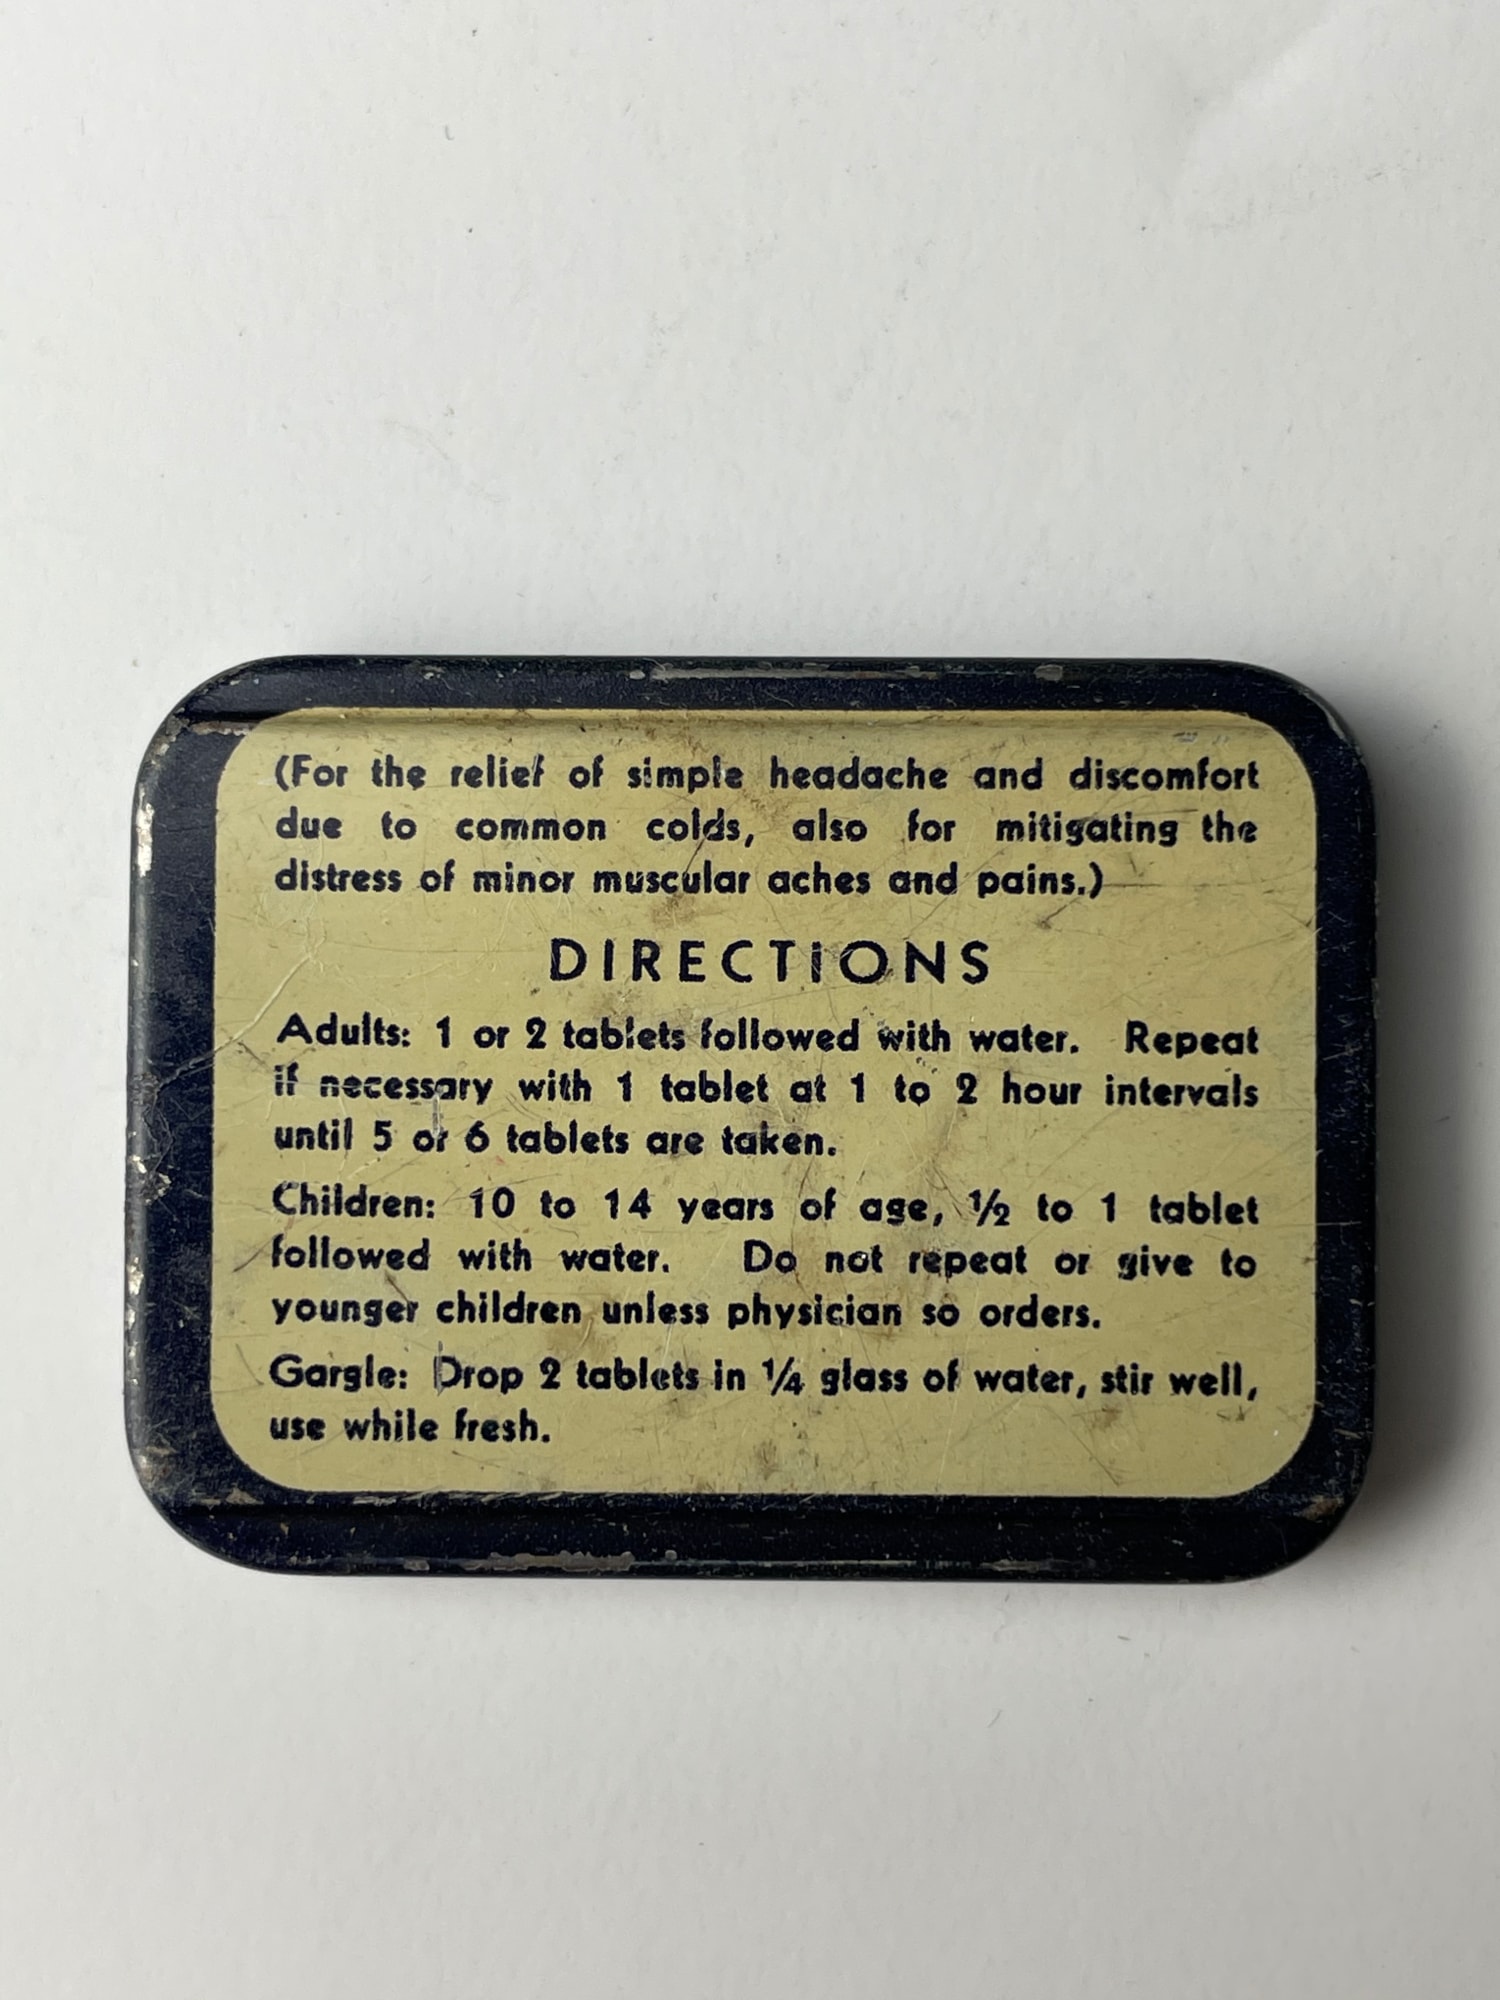 (For the relief of simple headache and discomfort
due to common colds, also for mitigating the
distress of minor muscular aches and pains.)
DIRECTIONS
Adults: 1 or 2 tablets followed with water. Repeat
if necessary with 1 tablet at 1 to 2 hour intervals
until 5 or 6 tablets are taken.
Children: 10 to 14 years of age, ½ to 1 tablet
followed with water. Do not repeat or give to
younger children unless physician so orders.
Gargle: Drop 2 tablets in ¼ glass of water, stir well,
use while fresh.